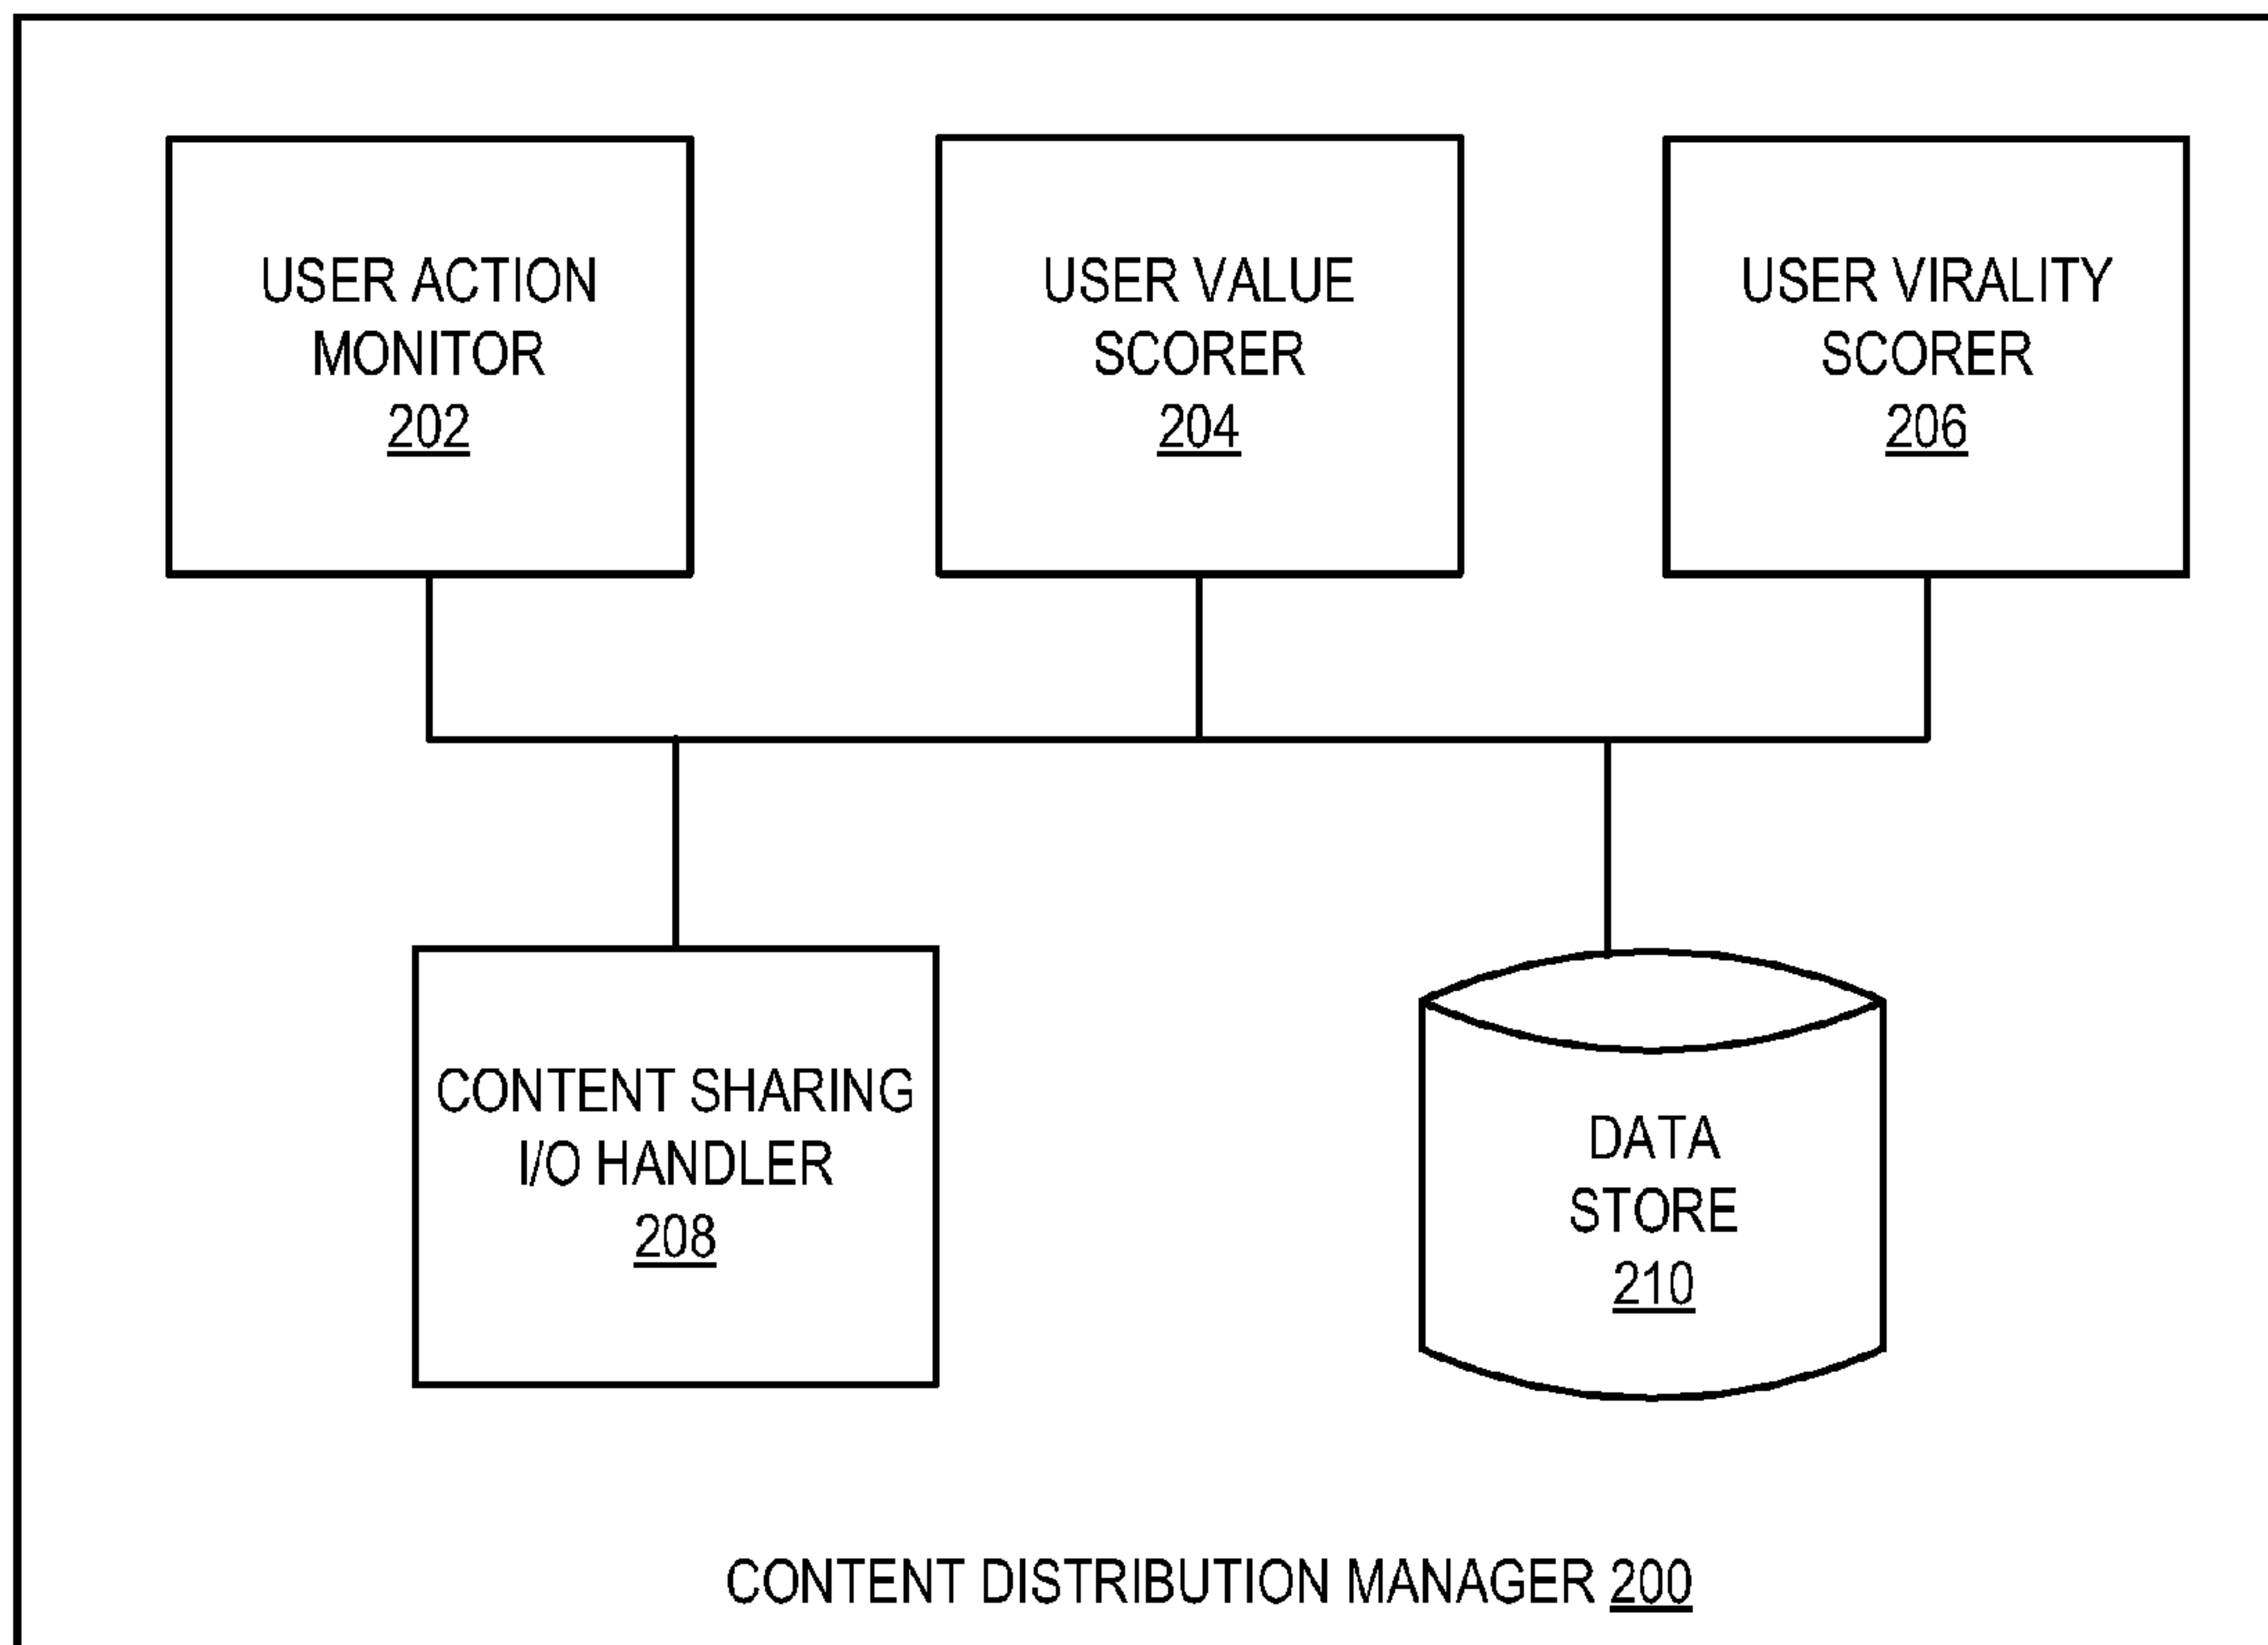 USER ACTION
MONITOR
202
USER VALUE
SCORER
204
USER VIRALITY
SCORER
206
CONTENT SHARING
I/O HANDLER
208
DATA
STORE
210
CONTENT DISTRIBUTION MANAGER 200